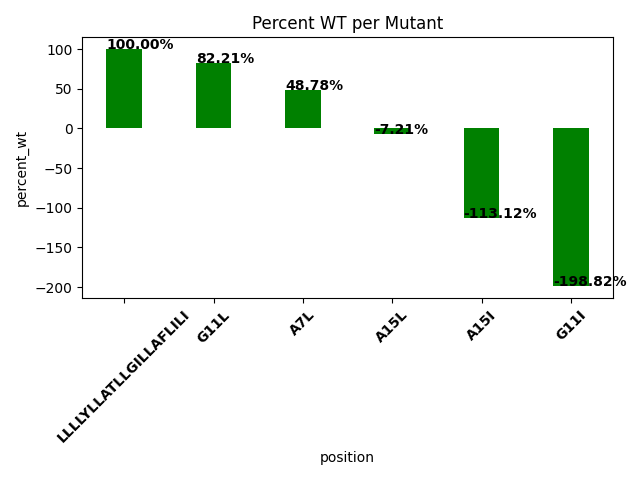 Percent WT per Mutant
percent_wt
100
50
0
−50
−100
−150
−200
100.00%
82.21%
48.78%
-7.21%
-113.12%
-198.82%
LLLLYLLATLLGILLAFLILI
G11L
A7L
A15L
A15I
G11I
position